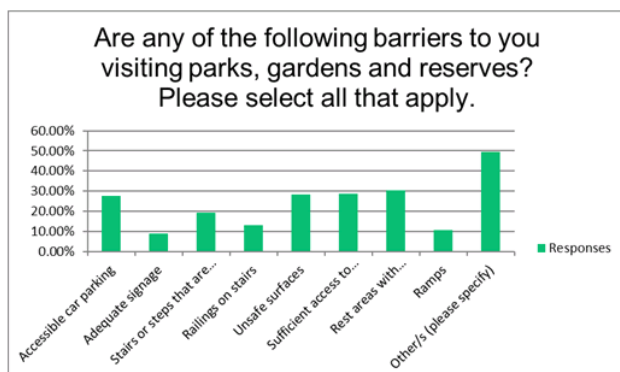 Are any of the following barriers to you
visiting parks, gardens and reserves?
Please select all that apply.
60.00%
50.00%
40.00%
30.00%
20.00%
10.00%
0.00%
Responses
Accessible car parking
Adequate signage
Stairs or steps that are...
Railings on stairs
Unsafe surfaces
Sufficient access to...
Rest areas with...
Ramps
Other/s (please specify)